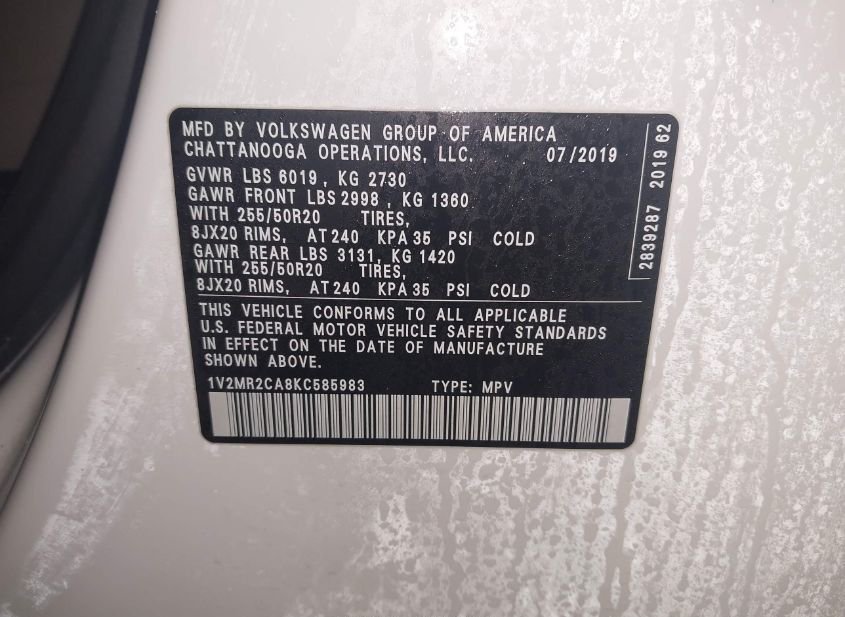 MFD BY VOLKSWAGEN GROUP OF AMERICA
CHATTANOOGA OPERATIONS, LLC. 07/2019
GVWR LBS 6019, KG 2730
GAWR FRONT LBS 2998, KG 1360
WITH 255/50R20 TIRES,
8JX20 RIMS, AT 240 KPA 35 PSI COLD
GAWR REAR LBS 3131, KG 1420
WITH 255/50R20 TIRES,
8JX20 RIMS, AT 240 KPA 35 PSI COLD
THIS VEHICLE CONFORMS TO ALL APPLICABLE
U.S. FEDERAL MOTOR VEHICLE SAFETY STANDARDS
IN EFFECT ON THE DATE OF MANUFACTURE
SHOWN ABOVE.
1V2MR2CA8KC585983 TYPE: MPV
2839287 2019 62